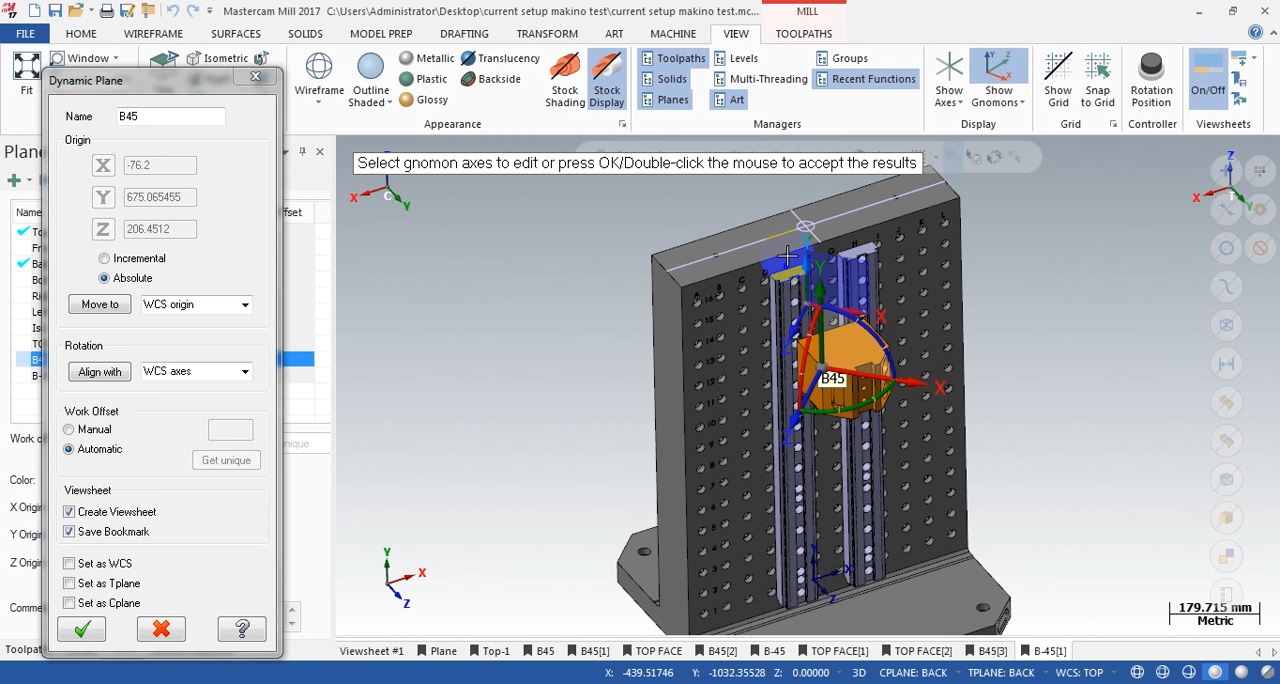 Mastercam Mill 2017 C:\Users\Administrator\Desktop\current setup makino test\current setup makino test.mc...
MILL
FILE HOME WIREFRAME SURFACES SOLIDS MODEL PREP DRAFTING TRANSFORM ART MACHINE VIEW TOOLPATHS
Window Isometric
Fit
Wireframe
Outline Shaded
Metallic Translucency
Plastic
Glossy
Stock Shading
Stock Display
Toolpaths Levels Groups
Solids Multi-Threading Recent Functions
Planes Art
Show Axes
Show Gnomons
Show Grid
Snap to Grid
Rotation Position
On/Off
Appearance Managers Display Grid Controller Viewsheets
Dynamic Plane
Name B45
Origin
X -76.2
Y 675.065455
Z 206.4512
Incremental
Absolute
Move to WCS origin
Rotation
Align with WCS axes
Work Offset
Manual
Automatic
Get unique
Viewsheet
Create Viewsheet
Save Bookmark
Set as WCS
Set as Tplane
Set as Cplane
Color:
X Origin
Y Origin
Z Origin
Select gnomon axes to edit or press OK/Double-click the mouse to accept the results
X C Y
Z X T Y
Y
X
X
Z
B45
X
Z
Y
X
Z
179.715 mm
Metric
Viewsheet #1 Plane Top-1 B45 B45[1] TOP FACE B45[2] B-45 TOP FACE[1] TOP FACE[2] B45[3] B-45[1]
X: -439.51746 Y: -1032.35528 Z: 0.00000 3D CPLANE: BACK TPLANE: BACK WCS: TOP